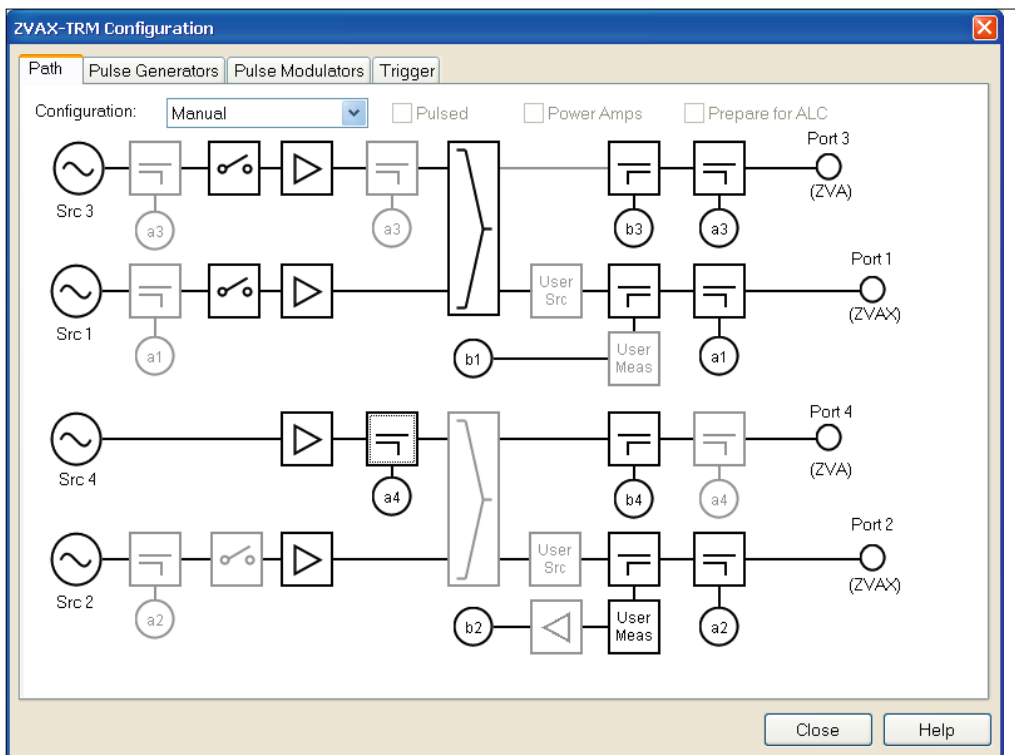 ZVAX-TRM Configuration
Path Pulse Generators Pulse Modulators Trigger
Configuration: Manual Pulsed Power Amps Prepare for ALC
Port 3
Src 3
(ZVA)
a3
a3
b3
a3
Port 1
User
Src
Src 1
(ZVAX)
a1
b1
User
Meas
a1
Port 4
Src 4
(ZVA)
a4
b4
a4
Port 2
User
Src
Src 2
(ZVAX)
a2
b2
User
Meas
a2
Close Help